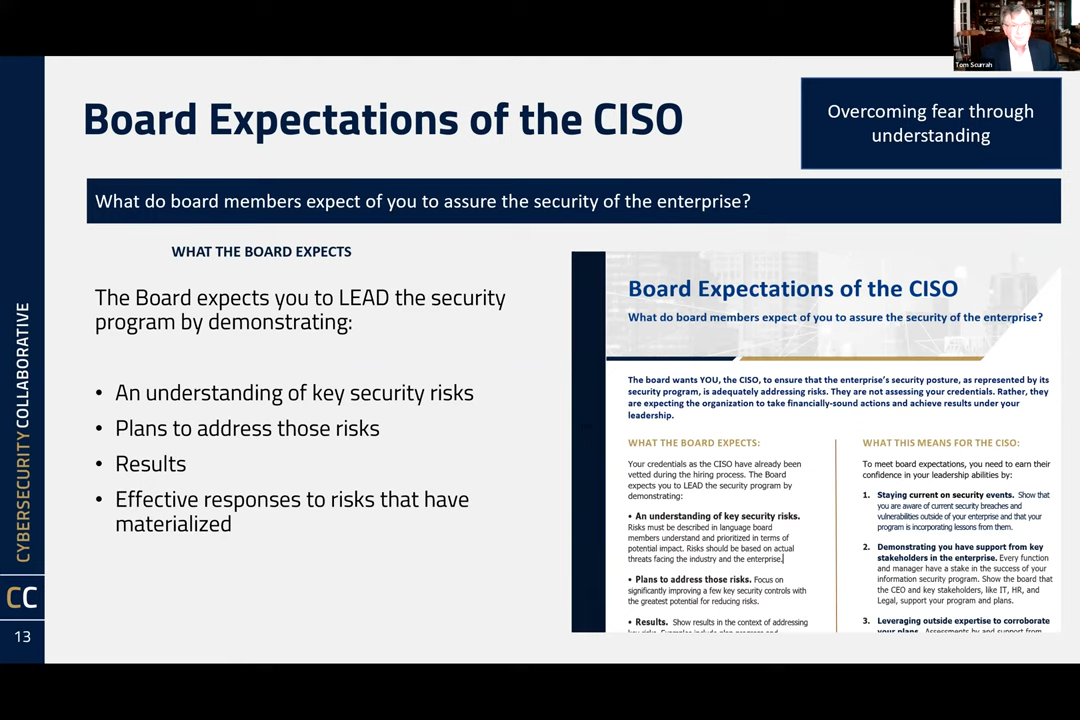 Tom Scurrah
Board Expectations of the CISO
Overcoming fear through
understanding
What do board members expect of you to assure the security of the enterprise?
WHAT THE BOARD EXPECTS
The Board expects you to LEAD the security
program by demonstrating:
• An understanding of key security risks
• Plans to address those risks
• Results
• Effective responses to risks that have
materialized
Board Expectations of the CISO
What do board members expect of you to assure the security of the enterprise?
The board wants YOU, the CISO, to ensure that the enterprise's security posture, as represented by its
security program, is adequately addressing risks. They are not assessing your credentials. Rather, they
are expecting the organization to take financially-sound actions and achieve results under your
leadership.
WHAT THE BOARD EXPECTS:
Your credentials as the CISO have already been
vetted during the hiring process. The Board
expects you to LEAD the security program by
demonstrating:
• An understanding of key security risks.
Risks must be described in language board
members understand and prioritized in terms of
potential impact. Risks should be based on actual
threats facing the industry and the enterprise.
• Plans to address those risks. Focus on
significantly improving a few key security controls with
the greatest potential for reducing risks.
• Results. Show results in the context of addressing
WHAT THIS MEANS FOR THE CISO:
To meet board expectations, you need to earn their
confidence in your leadership abilities by:
1. Staying current on security events. Show that
you are aware of current security breaches and
vulnerabilities outside of your enterprise and that your
program is incorporating lessons from them.
2. Demonstrating you have support from key
stakeholders in the enterprise. Every function
and manager have a stake in the success of your
information security program. Show the board that
the CEO and key stakeholders, like IT, HR, and
Legal, support your program and plans.
3. Leveraging outside expertise to corroborate
your plans. Assessments by and support from
CYBERSECURITY COLLABORATIVE
CC
13